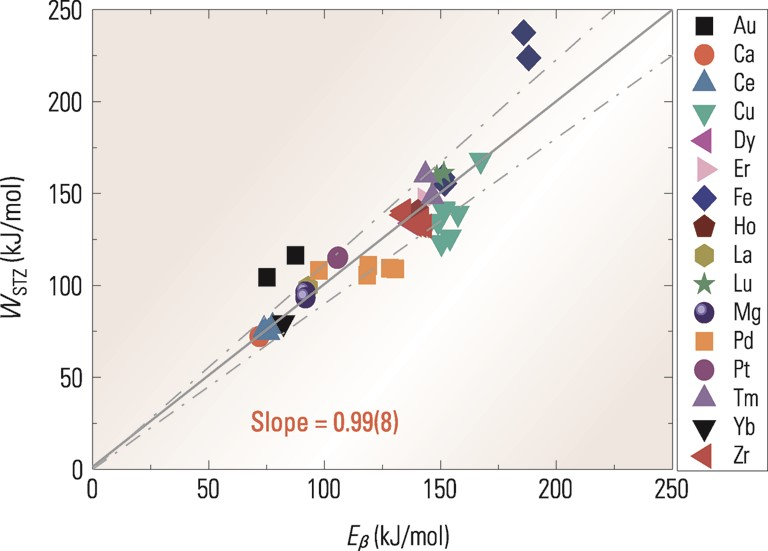 250
200
150
100
50
0
W_STZ (kJ/mol)
Slope = 0.99(8)
0 50 100 150 200 250
E_β (kJ/mol)
Au
Ca
Ce
Cu
Dy
Er
Fe
Ho
La
Lu
Mg
Pd
Pt
Tm
Yb
Zr